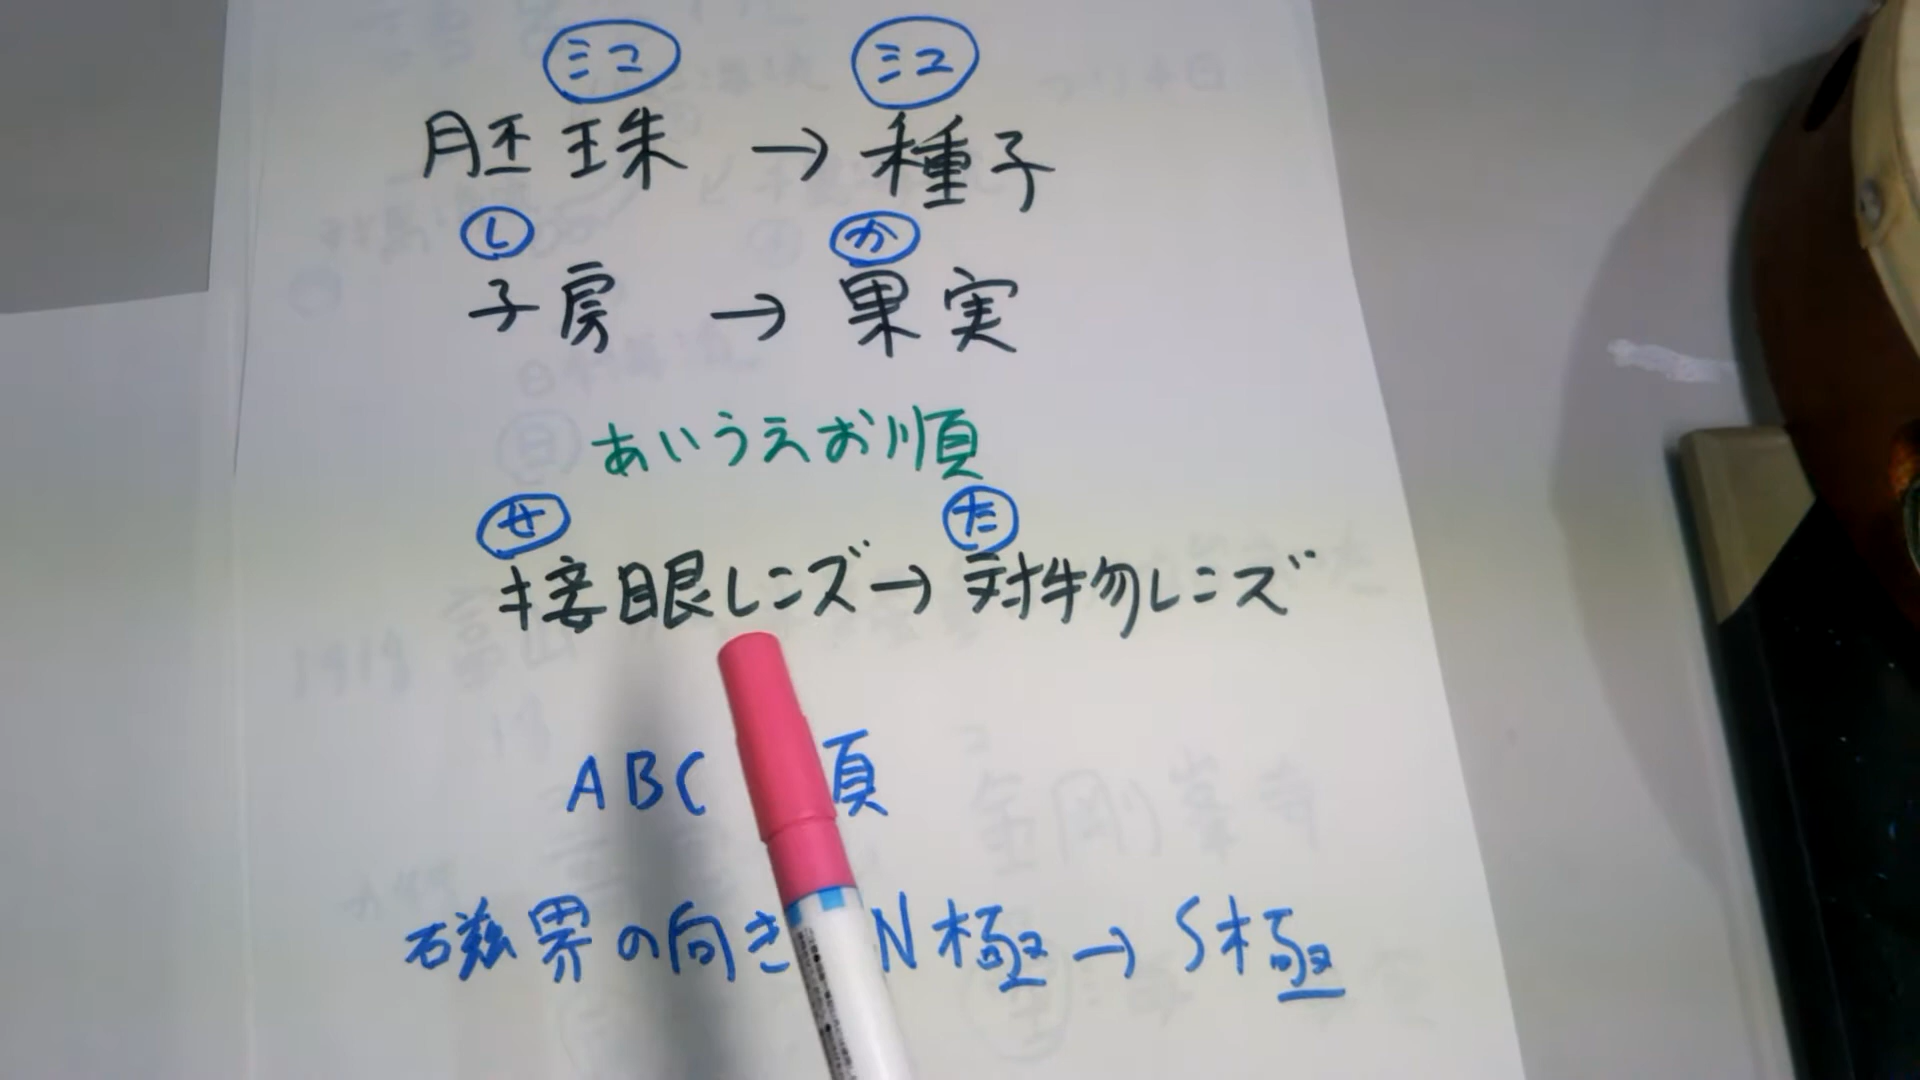 ミコ ミユ
胚珠 → 種子
し か
子房 → 果実
あいうえお順
せ た
接眼レンズ → 対物レンズ
ABC 順
磁界の向き N極 → S極